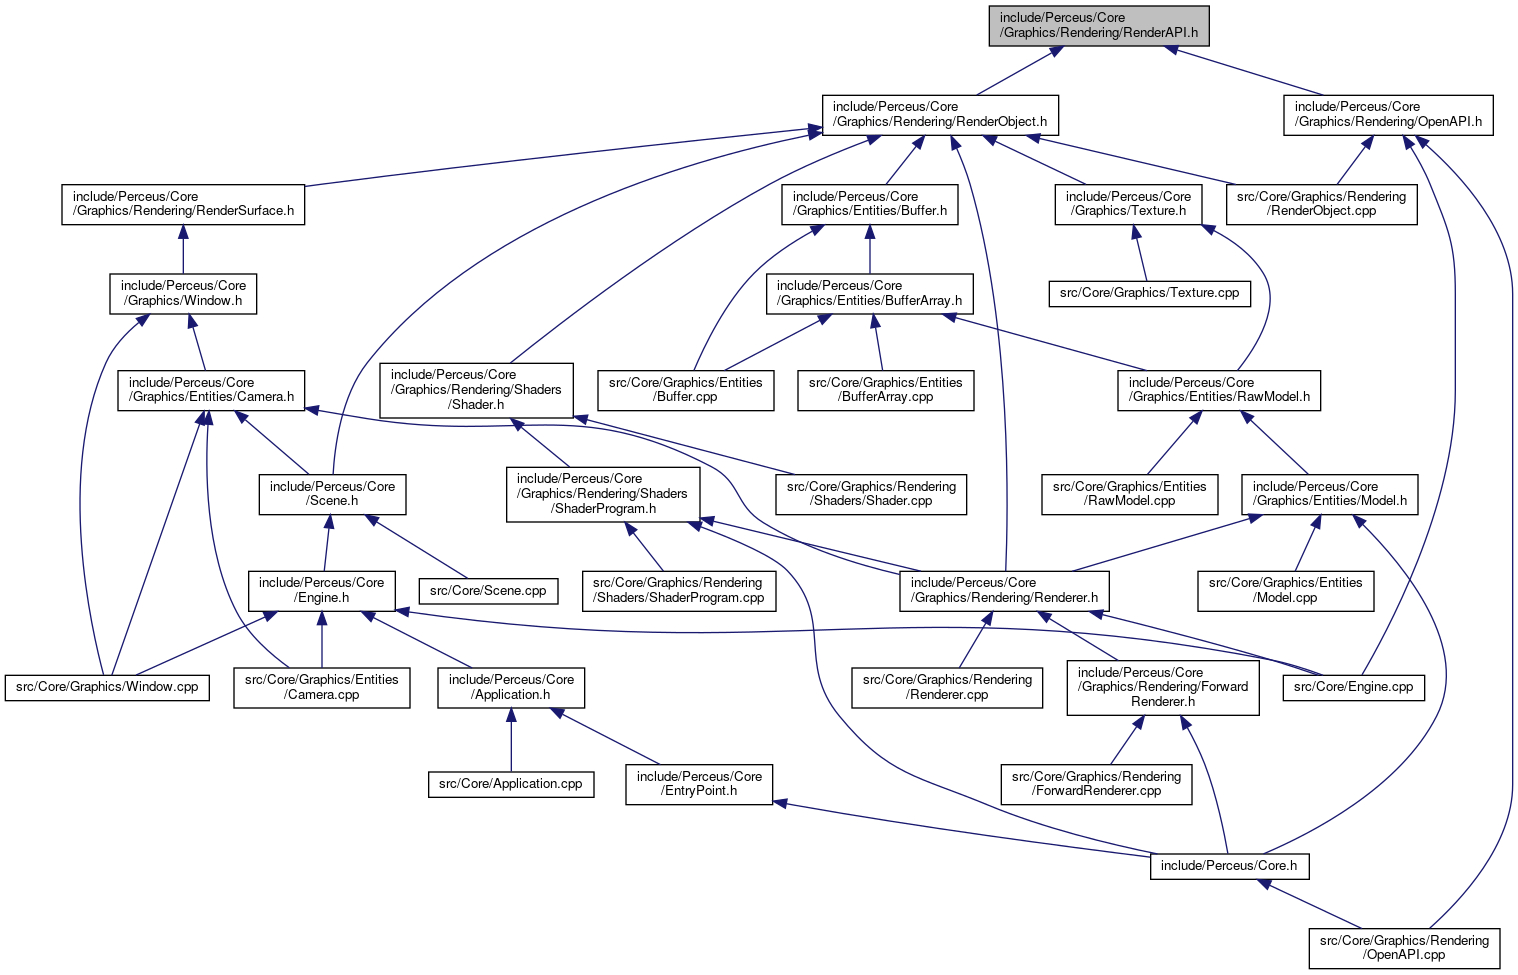 include/Perceus/Core
/Graphics/Rendering/RenderAPI.h
include/Perceus/Core
/Graphics/Rendering/RenderObject.h
include/Perceus/Core
/Graphics/Rendering/OpenAPI.h
include/Perceus/Core
/Graphics/Rendering/RenderSurface.h
include/Perceus/Core
/Graphics/Entities/Buffer.h
include/Perceus/Core
/Graphics/Texture.h
src/Core/Graphics/Rendering
/RenderObject.cpp
include/Perceus/Core
/Graphics/Window.h
include/Perceus/Core
/Graphics/Entities/BufferArray.h
src/Core/Graphics/Texture.cpp
include/Perceus/Core
/Graphics/Entities/Camera.h
include/Perceus/Core
/Graphics/Rendering/Shaders
/Shader.h
src/Core/Graphics/Entities
/Buffer.cpp
src/Core/Graphics/Entities
/BufferArray.cpp
include/Perceus/Core
/Graphics/Entities/RawModel.h
include/Perceus/Core
/Scene.h
include/Perceus/Core
/Graphics/Rendering/Shaders
/ShaderProgram.h
src/Core/Graphics/Rendering
/Shaders/Shader.cpp
src/Core/Graphics/Entities
/RawModel.cpp
include/Perceus/Core
/Graphics/Entities/Model.h
include/Perceus/Core
/Engine.h
src/Core/Scene.cpp
src/Core/Graphics/Rendering
/Shaders/ShaderProgram.cpp
include/Perceus/Core
/Graphics/Rendering/Renderer.h
src/Core/Graphics/Entities
/Model.cpp
src/Core/Graphics/Window.cpp
src/Core/Graphics/Entities
/Camera.cpp
include/Perceus/Core
/Application.h
src/Core/Graphics/Rendering
/Renderer.cpp
include/Perceus/Core
/Graphics/Rendering/Forward
Renderer.h
src/Core/Engine.cpp
src/Core/Application.cpp
include/Perceus/Core
/EntryPoint.h
src/Core/Graphics/Rendering
/ForwardRenderer.cpp
include/Perceus/Core.h
src/Core/Graphics/Rendering
/OpenAPI.cpp